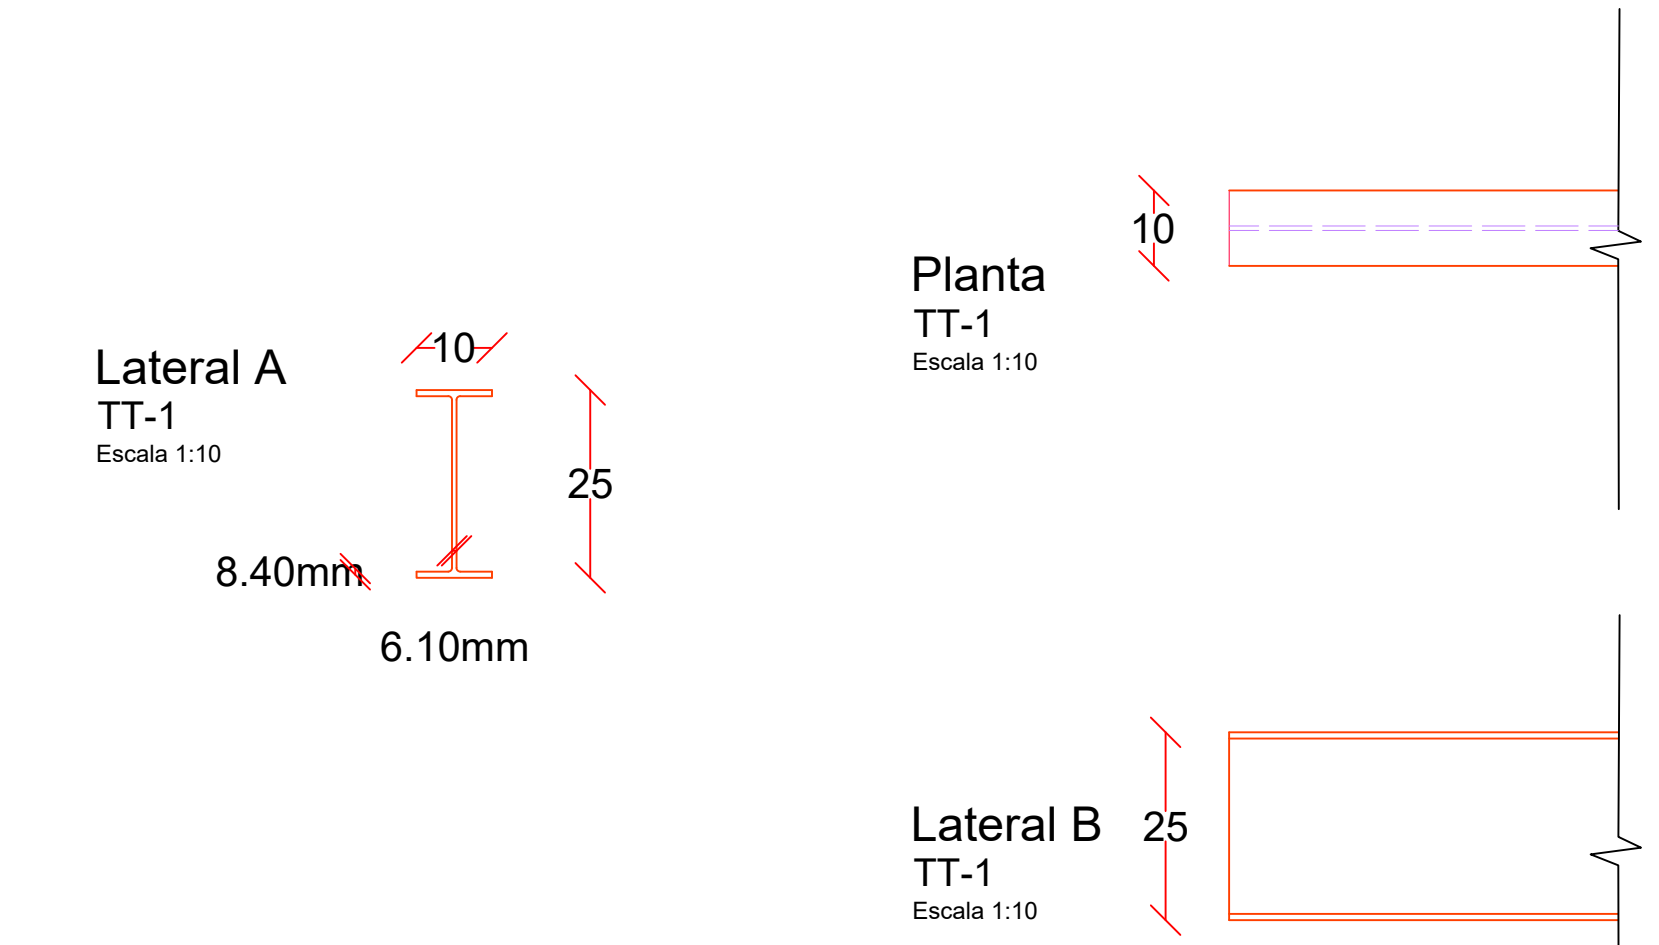 Lateral A
TT-1
Escala 1:10
10
25
8.40mm
6.10mm
10
Planta
TT-1
Escala 1:10
25
Lateral B
TT-1
Escala 1:10